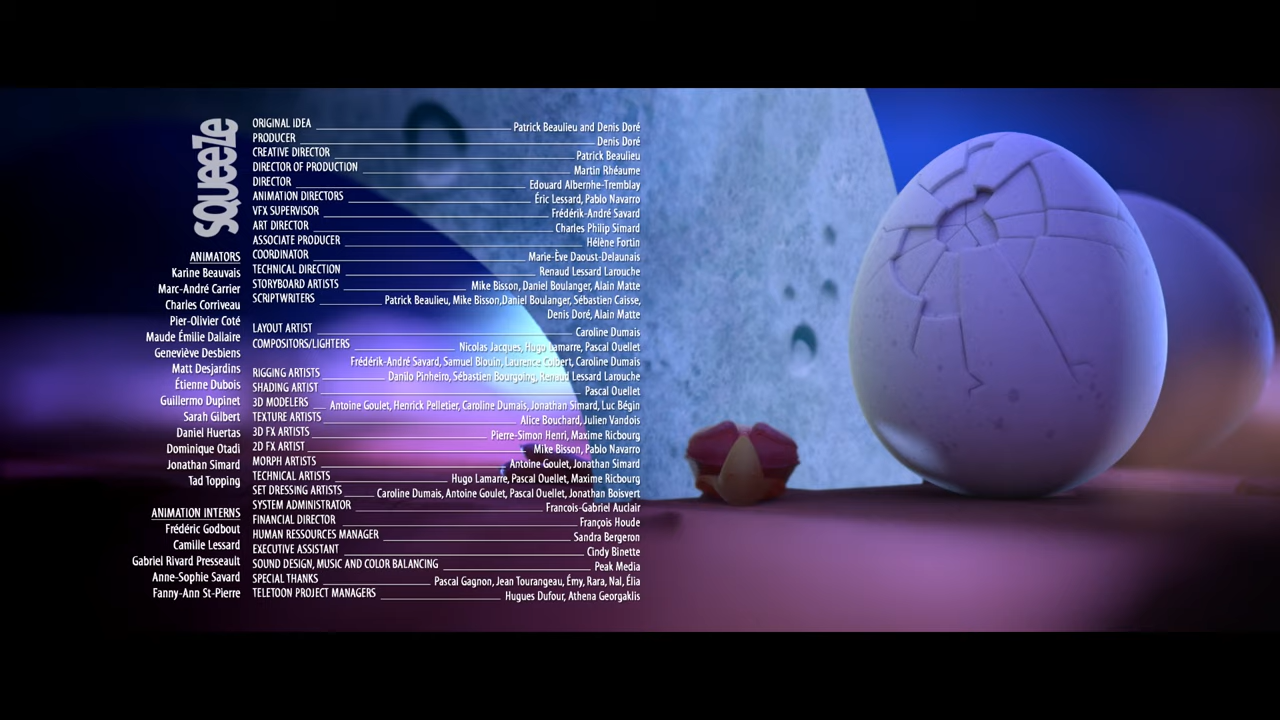 squeeze
ANIMATORS
Karine Beauvais
Marc-André Carrier
Charles Corriveau
Pier-Olivier Coté
Maude Émilie Dallaire
Geneviève Desbiens
Matt Desjardins
Étienne Dubois
Guillermo Dupinet
Sarah Gilbert
Daniel Huertas
Dominique Otadi
Jonathan Simard
Tad Topping
ANIMATION INTERNS
Frédéric Godbout
Camille Lessard
Gabriel Rivard Presseault
Anne-Sophie Savard
Fanny-Ann St-Pierre
ORIGINAL IDEA Patrick Beaulieu and Denis Doré
PRODUCER Denis Doré
CREATIVE DIRECTOR Patrick Beaulieu
DIRECTOR OF PRODUCTION Martin Rhéaume
DIRECTOR Edouard Albernhe-Tremblay
ANIMATION DIRECTORS Éric Lessard, Pablo Navarro
VFX SUPERVISOR Frédérik-André Savard
ART DIRECTOR Charles Philip Simard
ASSOCIATE PRODUCER Hélène Fortin
COORDINATOR Marie-Ève Daoust-Delaunais
TECHNICAL DIRECTION Renaud Lessard Larouche
STORYBOARD ARTISTS Mike Bisson, Daniel Boulanger, Alain Matte
SCRIPTWRITERS Patrick Beaulieu, Mike Bisson,Daniel Boulanger, Sébastien Caisse,
Denis Doré, Alain Matte
LAYOUT ARTIST Caroline Dumais
COMPOSITORS/LIGHTERS Nicolas Jacques, Hugo Lamarre, Pascal Ouellet
Frédérik-André Savard, Samuel Blouin, Laurence Colbert, Caroline Dumais
RIGGING ARTISTS Danilo Pinheiro, Sébastien Bourgoing, Renaud Lessard Larouche
SHADING ARTIST Pascal Ouellet
3D MODELERS Antoine Goulet, Henrick Pelletier, Caroline Dumais, Jonathan Simard, Luc Bégin
TEXTURE ARTISTS Alice Bouchard, Julien Vandois
3D FX ARTISTS Pierre-Simon Henri, Maxime Ricbourg
2D FX ARTIST Mike Bisson, Pablo Navarro
MORPH ARTISTS Antoine Goulet, Jonathan Simard
TECHNICAL ARTISTS Hugo Lamarre, Pascal Ouellet, Maxime Ricbourg
SET DRESSING ARTISTS Caroline Dumais, Antoine Goulet, Pascal Ouellet, Jonathan Boisvert
SYSTEM ADMINISTRATOR Francois-Gabriel Auclair
FINANCIAL DIRECTOR François Houde
HUMAN RESSOURCES MANAGER Sandra Bergeron
EXECUTIVE ASSISTANT Cindy Binette
SOUND DESIGN, MUSIC AND COLOR BALANCING Peak Media
SPECIAL THANKS Pascal Gagnon, Jean Tourangeau, Émy, Rara, Nal, Élia
TELETOON PROJECT MANAGERS Hugues Dufour, Athena Georgaklis